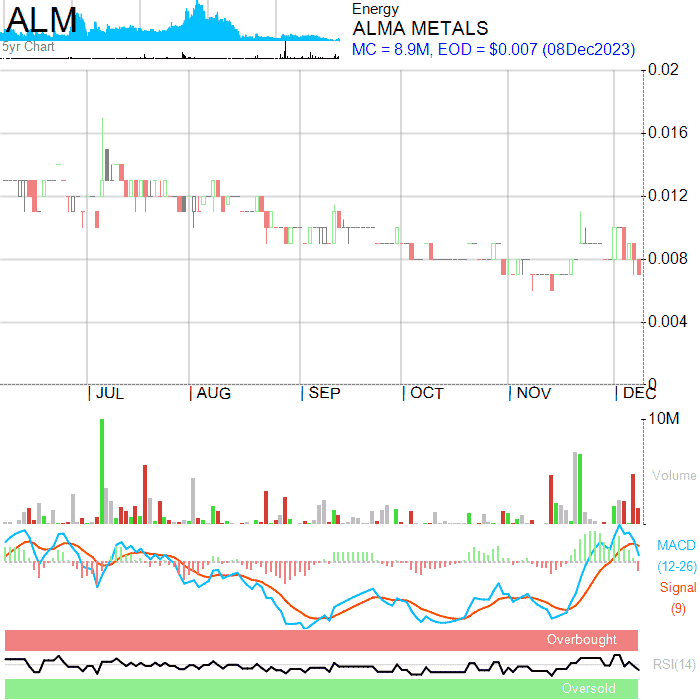 ALM
5yr Chart
Energy
ALMA METALS
MC = 8.9M, EOD = $0.007 (08Dec2023)
0.02
0.016
0.012
0.008
0.004
0
JUL AUG SEP OCT NOV DEC
10M
Volume
MACD
(12-26)
Signal
(9)
Overbought
RSI(14)
Oversold